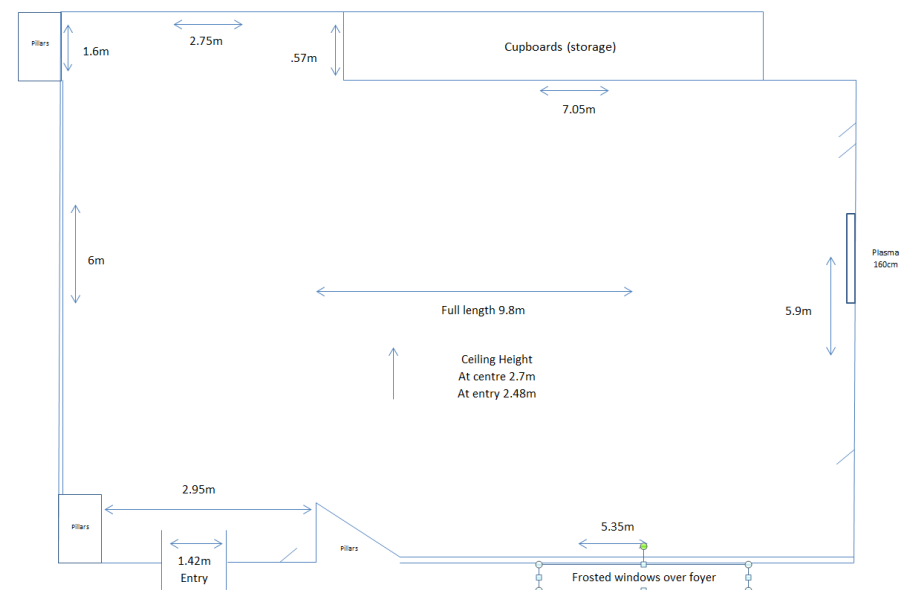 Pillars
1.6m
2.75m
.57m
Cupboards (storage)
7.05m
6m
Plasma
160cm
5.9m
Full length 9.8m
Ceiling Height
At centre 2.7m
At entry 2.48m
2.95m
Pillars
1.42m
Entry
Pillars
5.35m
Frosted windows over foyer